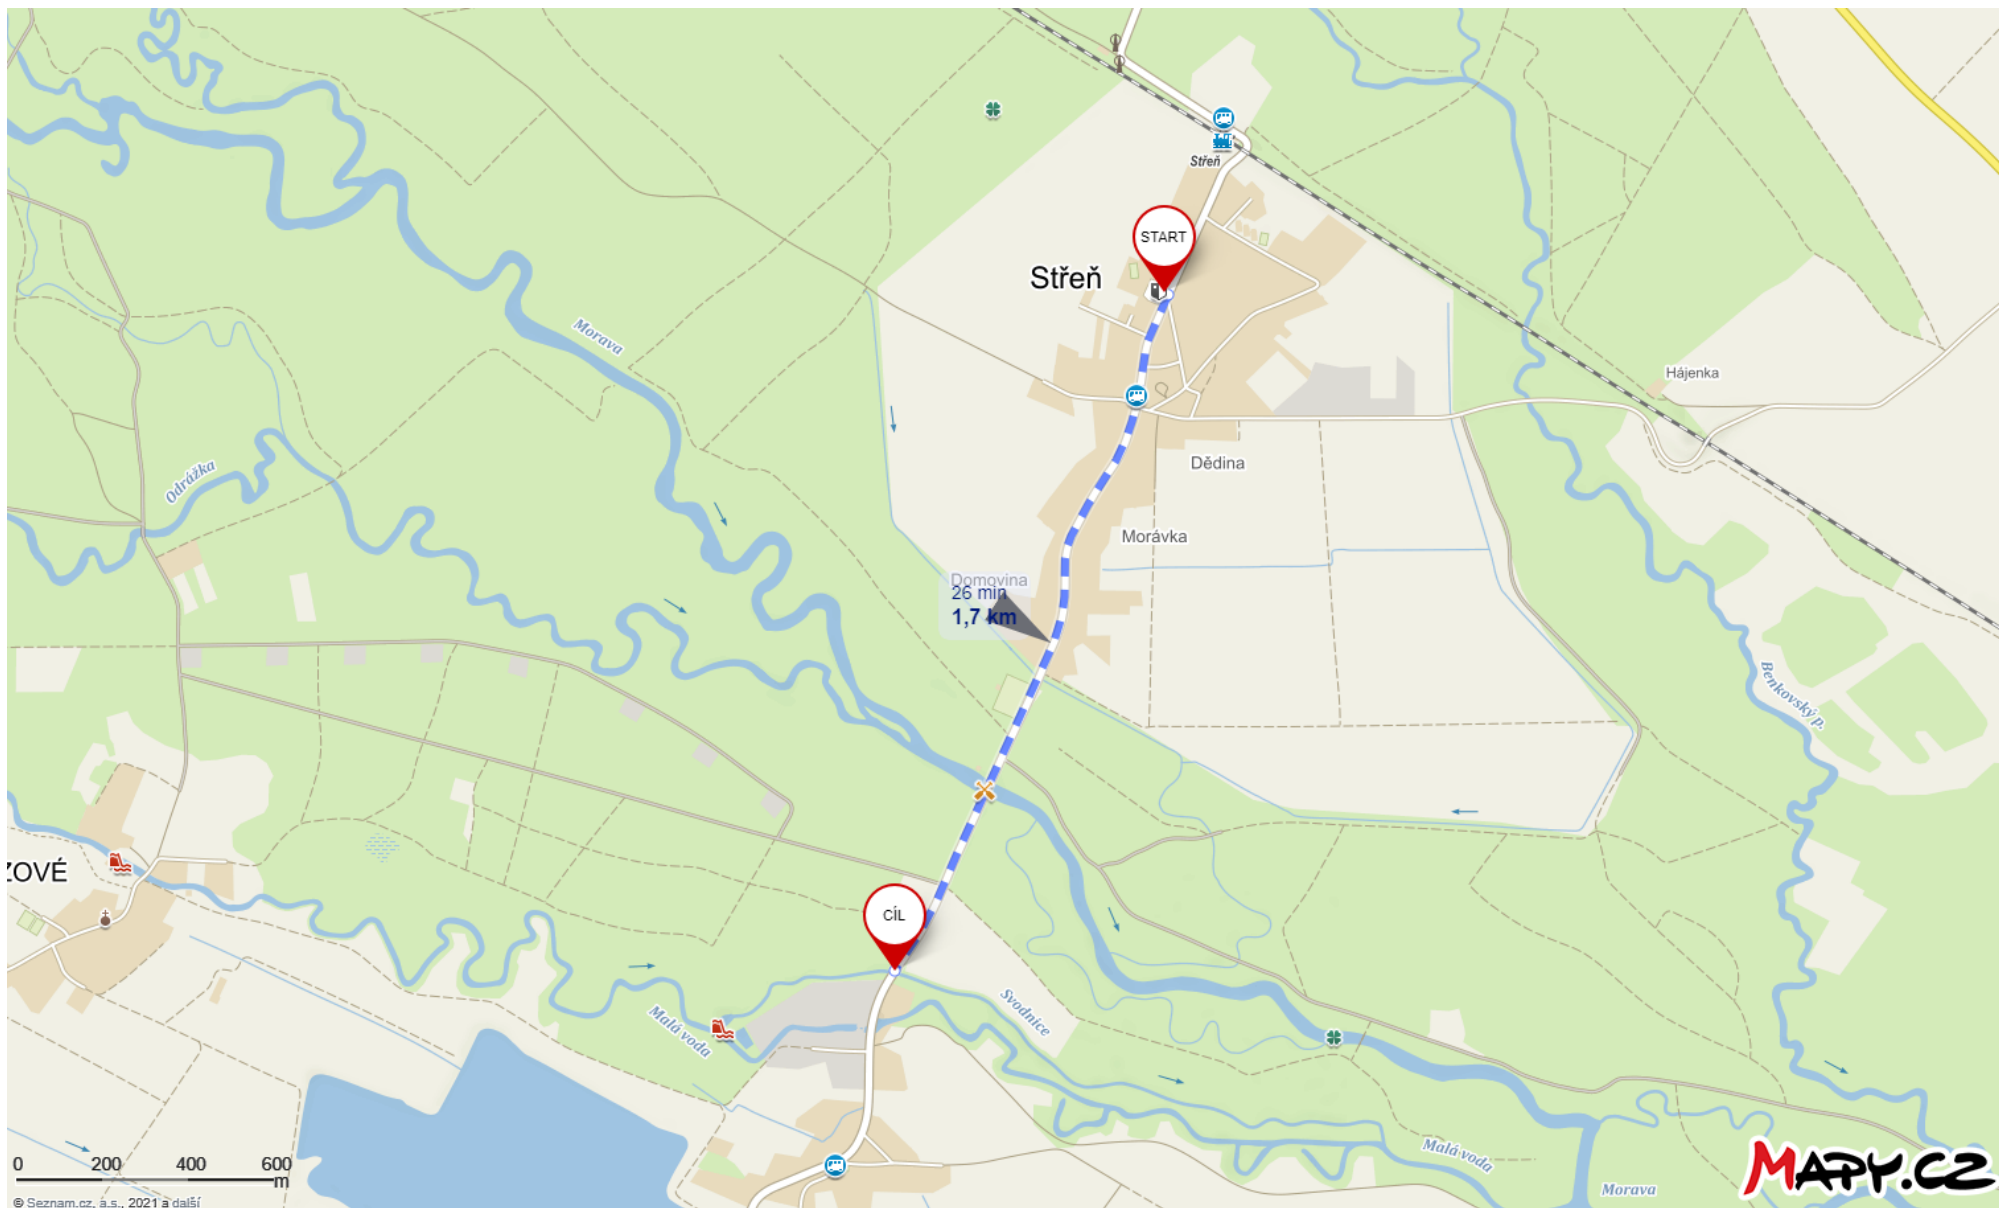 Střeň
START
Střeň
Morava
Hájenka
Dědina
Odrážka
Morávka
Domovina
26 min
1,7 km
Benkovský p.
ZOVÉ
CÍL
Svodnice
Malá voda
Malá voda
Morava
0 200 400 600
m
© Seznam.cz, a.s., 2021 a další
MAPY.CZ